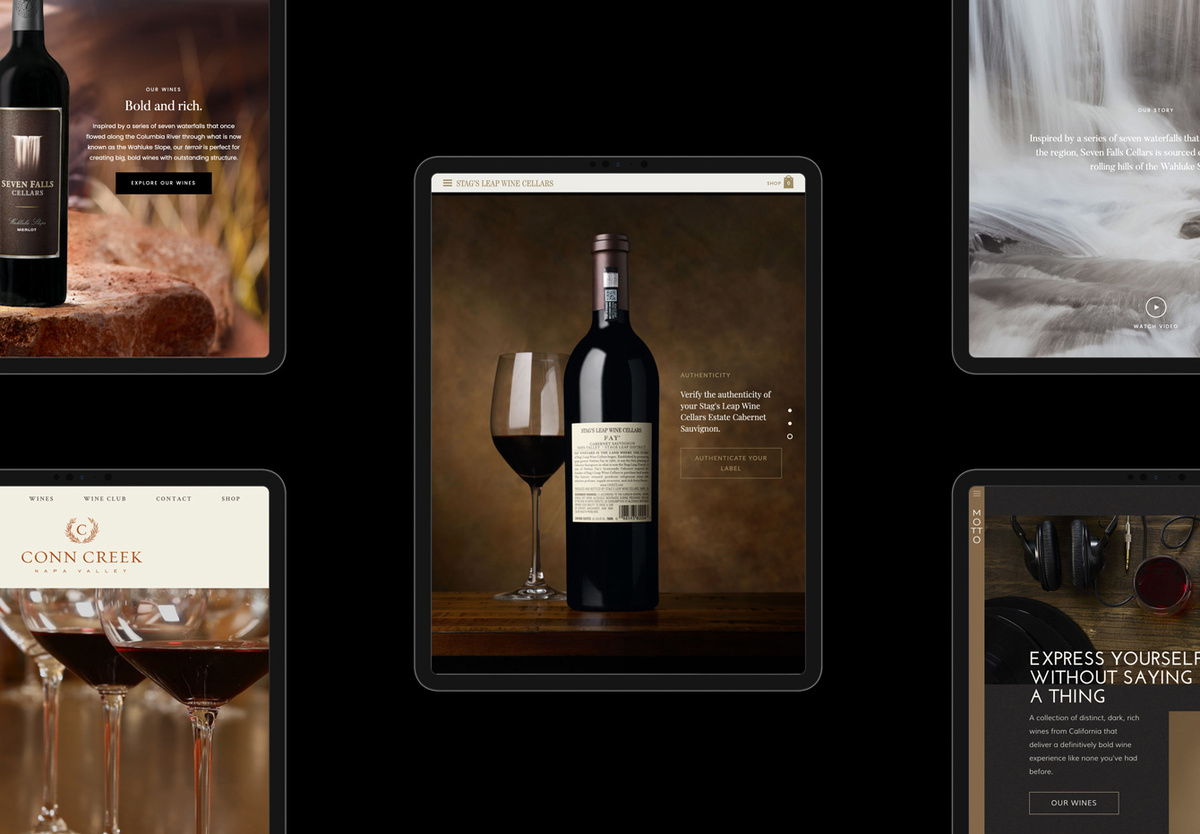 OUR WINES
Bold and rich.
Inspired by a series of seven waterfalls that once
flowed along the Columbia River through what is now
known as the Wahluke Slope, our terroir is perfect for
creating big, bold wines with outstanding structure.
EXPLORE OUR WINES
SEVEN FALLS
CELLARS
Wahluke Slope
MERLOT
STAG'S LEAP WINE CELLARS
SHOP
0
AUTHENTICITY
Verify the authenticity of
your Stag's Leap Wine
Cellars Estate Cabernet
Sauvignon.
AUTHENTICATE YOUR
LABEL
STAG'S LEAP WINE CELLARS
FAY
CABERNET SAUVIGNON
NAPA VALLEY / STAGS LEAP DISTRICT
OUR STORY
Inspired by a series of seven waterfalls that
the region, Seven Falls Cellars is sourced
rolling hills of the Wahluke S
WATCH VIDEO
WINES
WINE CLUB
CONTACT
SHOP
C
CONN CREEK
NAPA VALLEY
MOTTO
EXPRESS YOURSELF
WITHOUT SAYING
A THING
A collection of distinct, dark, rich
wines from California that
deliver a definitively bold wine
experience like none you've had
before.
OUR WINES